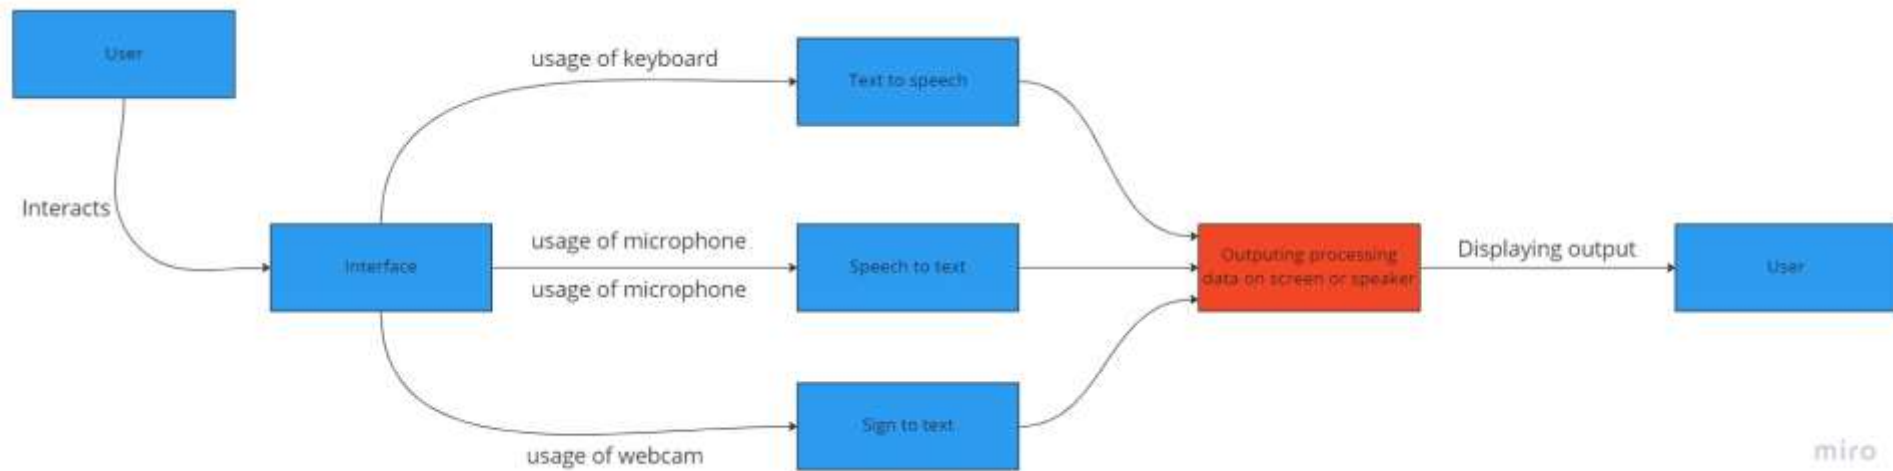 User
Interacts
Interface
usage of keyboard
usage of microphone
usage of microphone
usage of webcam
Text to speech
Speech to text
Sign to text
Outputing processing
data on screen or speaker
Displaying output
User
miro